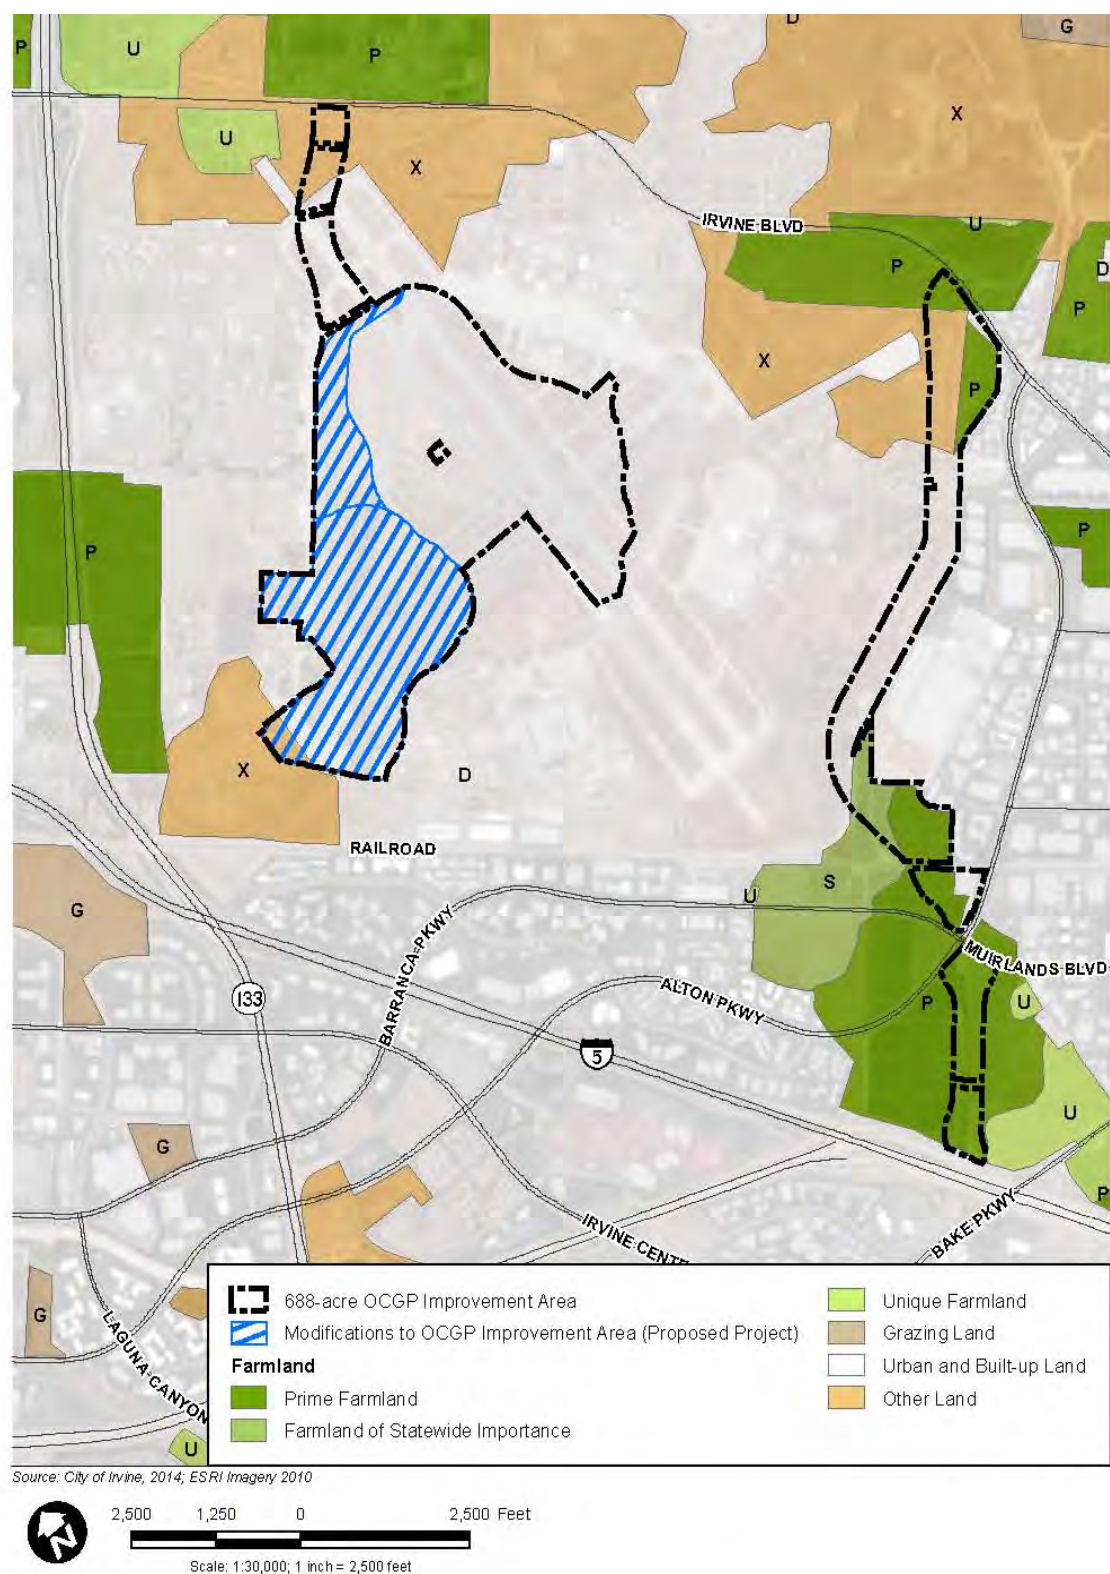 D
G
P
U
P
U
X
X
IRVINE BLVD
U
P
D
P
X
P
P
P
X
D
RAILROAD
S
U
G
BARRANCA PKWY
MUIRLANDS BLVD
ALTON PKWY
133
P
U
5
U
G
P
IRVINE CENT
BAKE PKWY
G
LAGUNA CANYON
U
688-acre OCGP Improvement Area
Modifications to OCGP Improvement Area (Proposed Project)
Farmland
Prime Farmland
Farmland of Statewide Importance
Unique Farmland
Grazing Land
Urban and Built-up Land
Other Land
Source: City of Irvine, 2014; ESRI Imagery 2010
N
2,500 1,250 0 2,500 Feet
Scale: 1:30,000; 1 inch = 2,500 feet